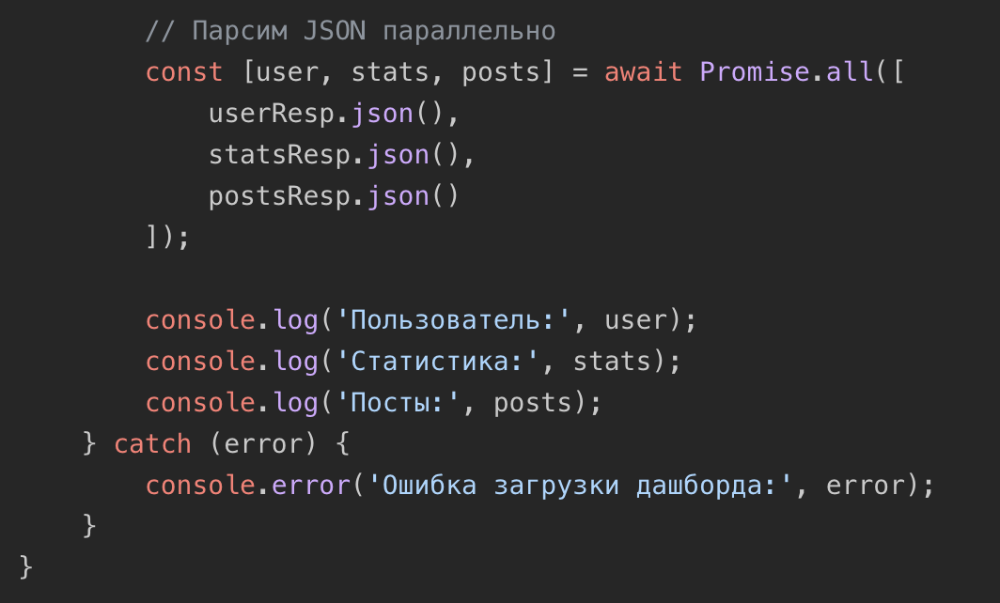 // Парсим JSON параллельно
const [user, stats, posts] = await Promise.all([
userResp.json(),
statsResp.json(),
postsResp.json()
]);
console.log('Пользователь:', user);
console.log('Статистика:', stats);
console.log('Посты:', posts);
} catch (error) {
console.error('Ошибка загрузки дашборда:', error);
}
}